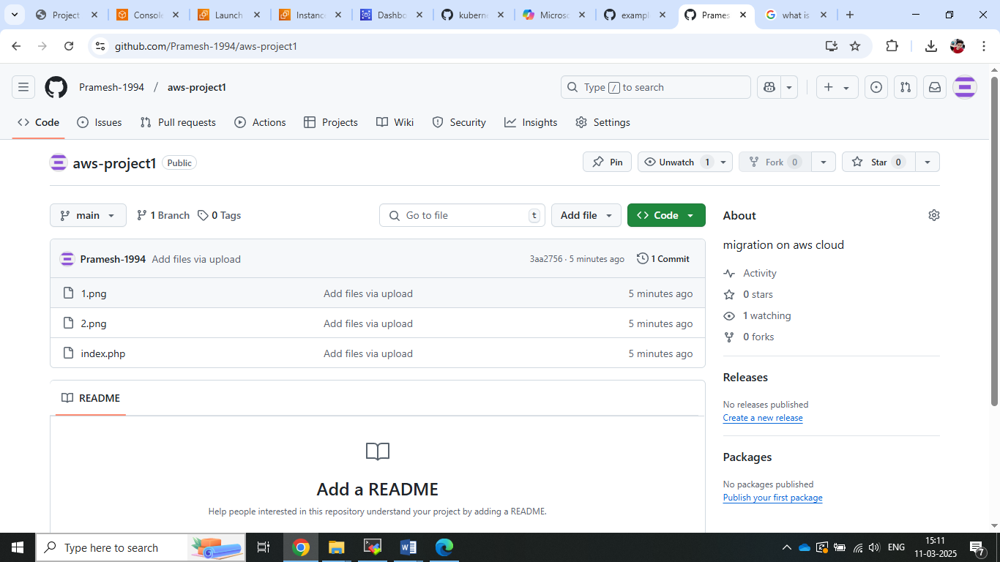 Project
Console
Launch
Instance
Dashbo
kuberne
Micros
exampl
Prames
what is
github.com/Pramesh-1994/aws-project1
Pramesh-1994 / aws-project1
Type / to search
Code
Issues
Pull requests
Actions
Projects
Wiki
Security
Insights
Settings
aws-project1 Public
Pin
Unwatch 1
Fork 0
Star 0
main
1 Branch
0 Tags
Go to file t
Add file
Code
Pramesh-1994 Add files via upload 3aa2756 · 5 minutes ago 1 Commit
1.png Add files via upload 5 minutes ago
2.png Add files via upload 5 minutes ago
index.php Add files via upload 5 minutes ago
README
Add a README
Help people interested in this repository understand your project by adding a README.
About
migration on aws cloud
Activity
0 stars
1 watching
0 forks
Releases
No releases published
Create a new release
Packages
No packages published
Publish your first package
Type here to search
ENG
15:11
11-03-2025
7